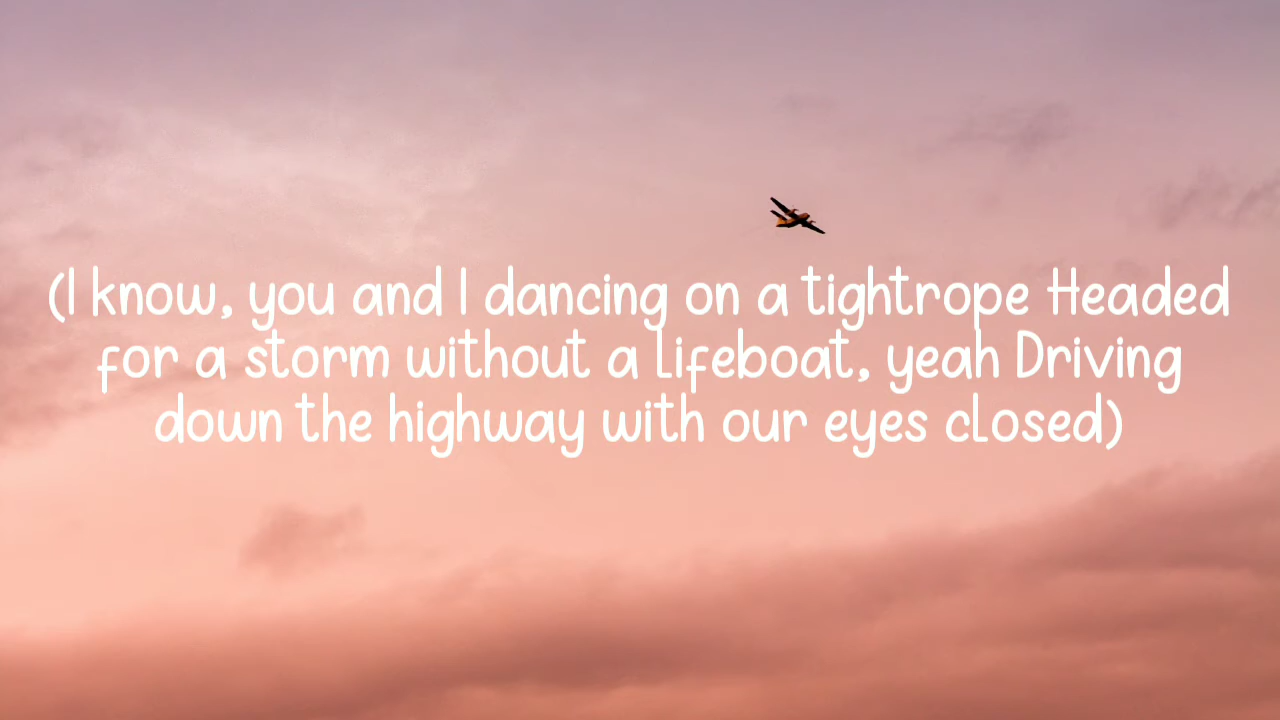 (I know, you and I dancing on a tightrope Headed
for a storm without a lifeboat, yeah Driving
down the highway with our eyes closed)